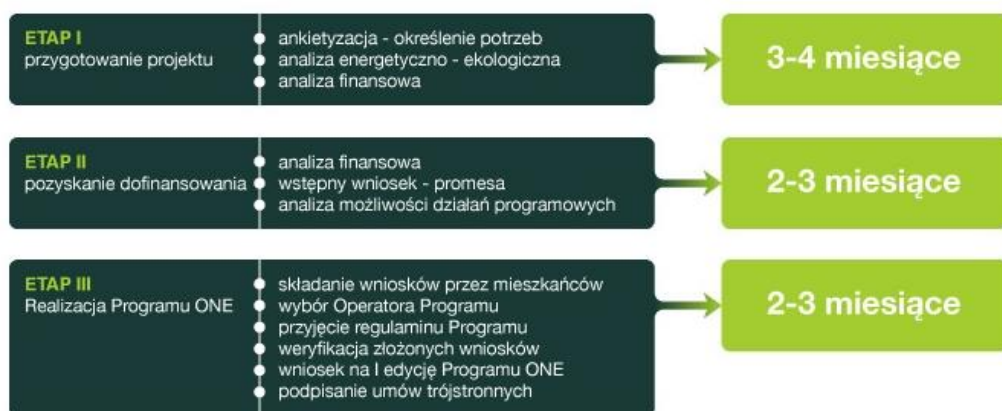 ETAP I
przygotowanie projektu
ankietyzacja - określenie potrzeb
analiza energetyczno - ekologiczna
analiza finansowa
3-4 miesiące
ETAP II
pozyskanie dofinansowania
analiza finansowa
wstępny wniosek - promesa
analiza możliwości działań programowych
2-3 miesiące
ETAP III
Realizacja Programu ONE
składanie wniosków przez mieszkańców
wybór Operatora Programu
przyjęcie regulaminu Programu
weryfikacja złożonych wniosków
wniosek na I edycję Programu ONE
podpisanie umów trójstronnych
2-3 miesiące